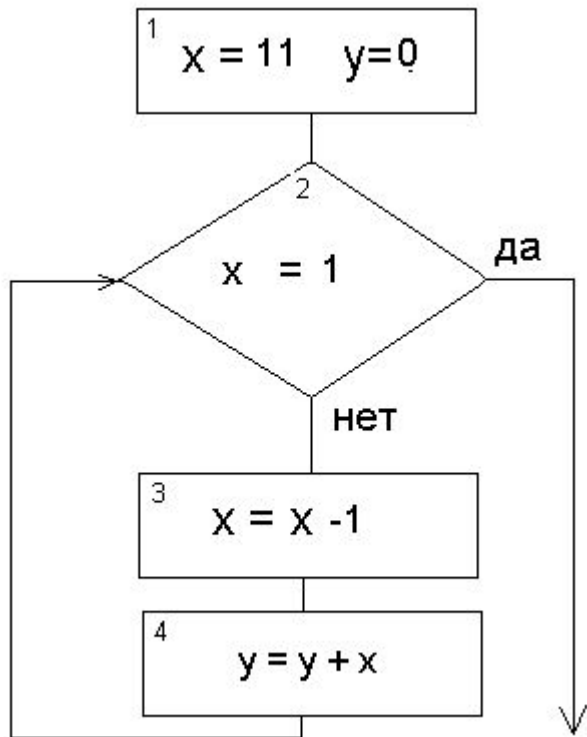 1
x = 11 y=0
2
x = 1
да
нет
3
x = x -1
4
y = y + x